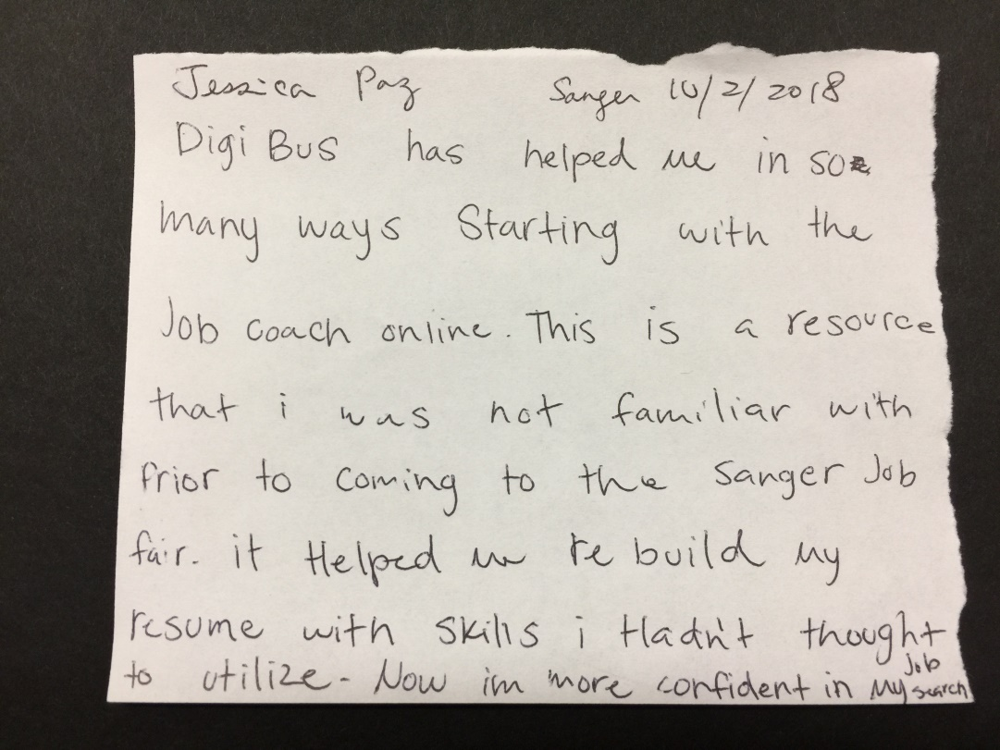 Jessica Paz Sanger 10/2/2018
Digi Bus has helped me in so
many ways Starting with the
Job coach online. This is a resource
that i was not familiar with
Prior to coming to the Sanger Job
fair. it Helped me re build my
resume with skills i Hadn't thought
to utilize. Now im more confident in My job search